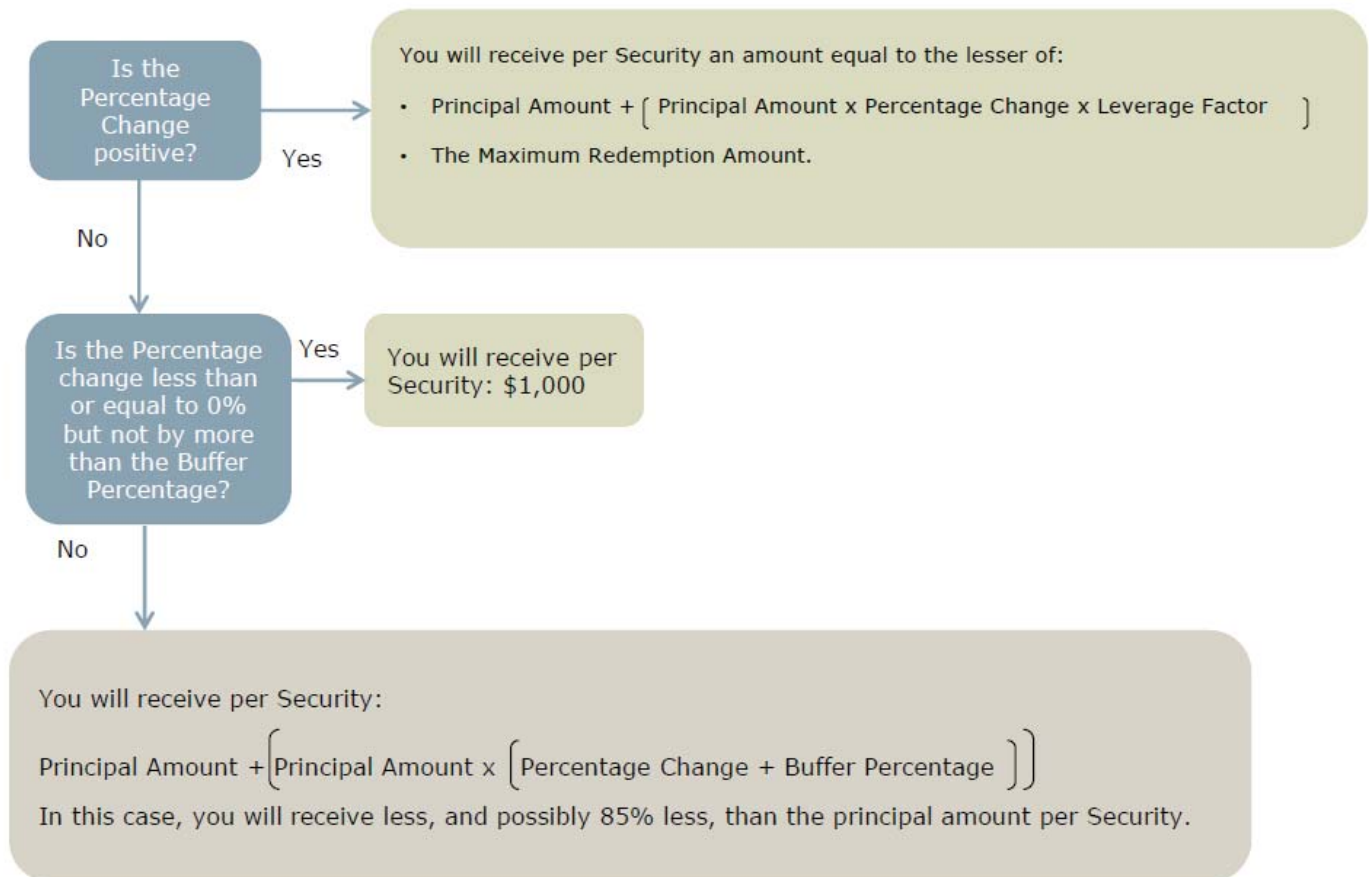 Is the
Percentage
Change
positive?
Yes
You will receive per Security an amount equal to the lesser of:
• Principal Amount + [ Principal Amount x Percentage Change x Leverage Factor ]
• The Maximum Redemption Amount.
No
Is the Percentage
change less than
or equal to 0%
but not by more
than the Buffer
Percentage?
Yes
You will receive per
Security: $1,000
No
You will receive per Security:
Principal Amount + (Principal Amount x (Percentage Change + Buffer Percentage ))
In this case, you will receive less, and possibly 85% less, than the principal amount per Security.